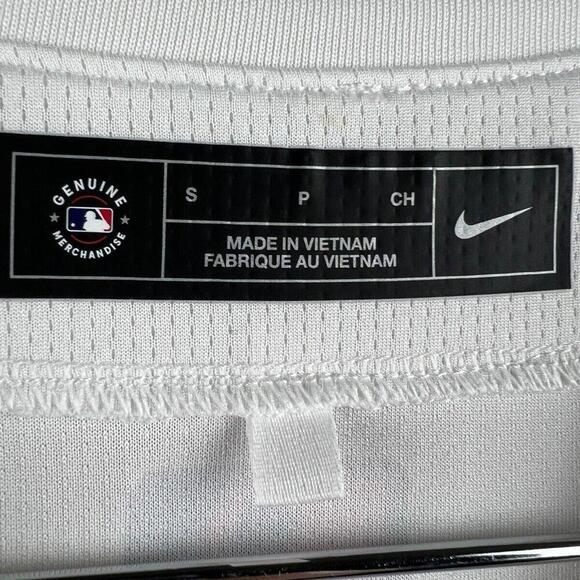 GENUINE
MERCHANDISE
S P CH
MADE IN VIETNAM
FABRIQUE AU VIETNAM